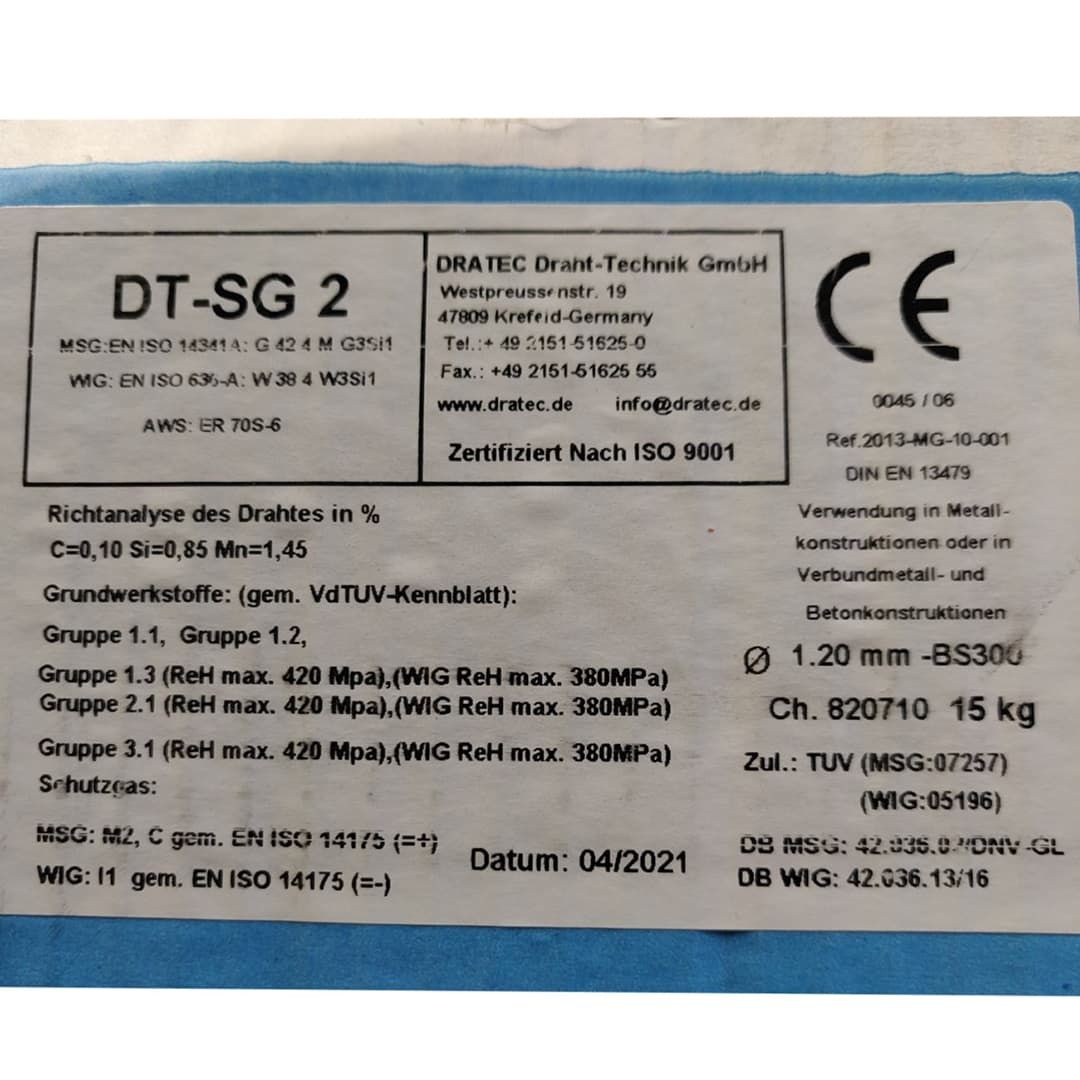 DT-SG 2
MSG:EN ISO 14341A: G 42 4 M G3Si1
WIG: EN ISO 636-A: W 38 4 W3Si1
AWS: ER 70S-6
DRATEC Draht-Technik GmbH
Westpreussenstr. 19
47809 Krefeld-Germany
Tel.:+ 49 2151-51625-0
Fax.: +49 2151-51625 55
www.dratec.de info@dratec.de
Zertifiziert Nach ISO 9001
CE
0045 / 06
Ref.2013-MG-10-001
DIN EN 13479
Verwendung in Metall-
konstruktionen oder in
Verbundmetall- und
Betonkonstruktionen
Ø 1.20 mm -BS300
Ch. 820710 15 kg
Zul.: TUV (MSG:07257)
(WIG:05196)
DB MSG: DNV-GL
DB WIG: 42.036.13/16
Richtanalyse des Drahtes in %
C=0,10 Si=0,85 Mn=1,45
Grundwerkstoffe: (gem. VdTUV-Kennblatt):
Gruppe 1.1, Gruppe 1.2,
Gruppe 1.3 (ReH max. 420 Mpa),(WIG ReH max. 380MPa)
Gruppe 2.1 (ReH max. 420 Mpa),(WIG ReH max. 380MPa)
Gruppe 3.1 (ReH max. 420 Mpa),(WIG ReH max. 380MPa)
Schutzgas:
MSG: M2, C gem. EN ISO 14175 (=+)
WIG: I1 gem. EN ISO 14175 (=-)
Datum: 04/2021